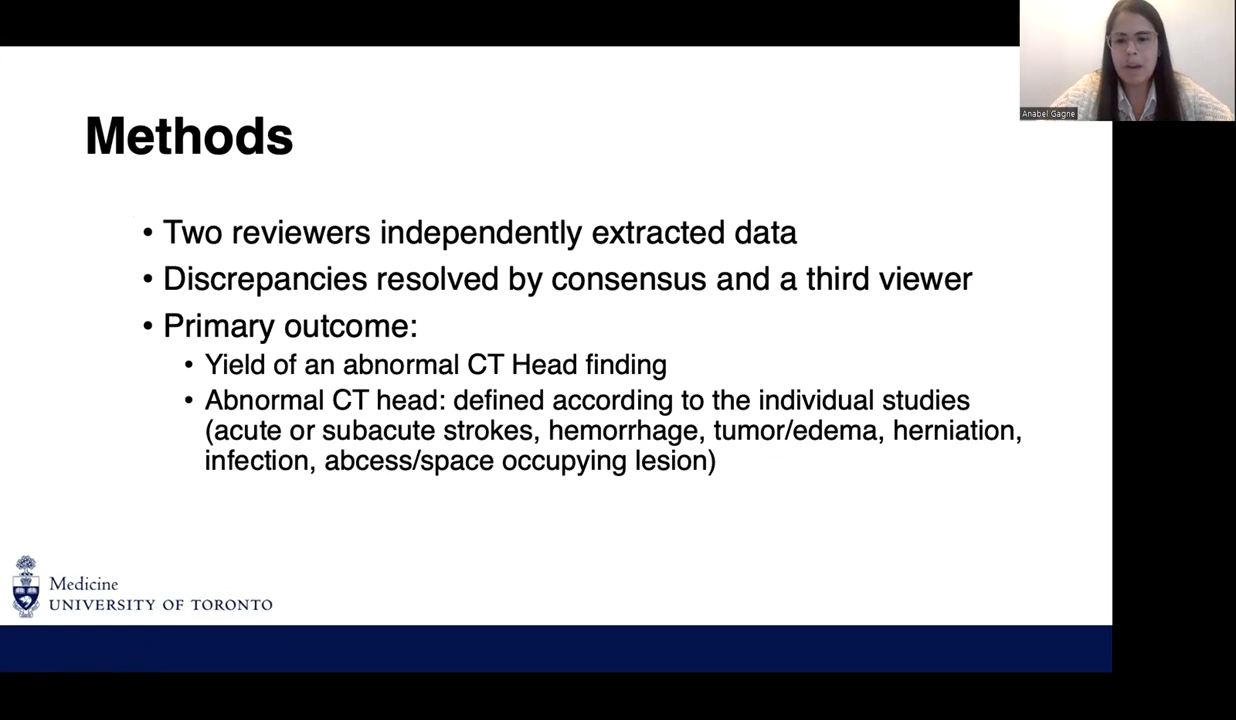 Anabel Gagne
Methods
• Two reviewers independently extracted data
• Discrepancies resolved by consensus and a third viewer
• Primary outcome:
• Yield of an abnormal CT Head finding
• Abnormal CT head: defined according to the individual studies
(acute or subacute strokes, hemorrhage, tumor/edema, herniation,
infection, abcess/space occupying lesion)
Medicine
UNIVERSITY OF TORONTO